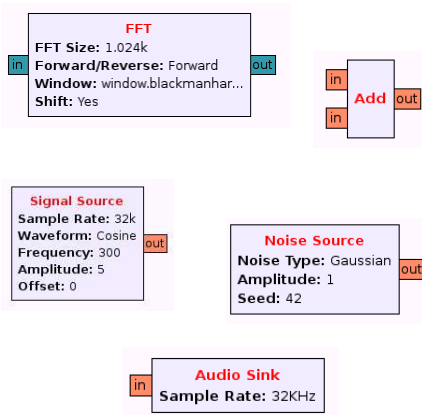 FFT
FFT Size: 1.024k
in
Forward/Reverse: Forward
out
Window: window.blackmanhar...
Shift: Yes
in
Add
out
in
Signal Source
Sample Rate: 32k
Waveform: Cosine
Frequency: 300
out
Amplitude: 5
Offset: 0
Noise Source
Noise Type: Gaussian
Amplitude: 1
out
Seed: 42
Audio Sink
in
Sample Rate: 32KHz